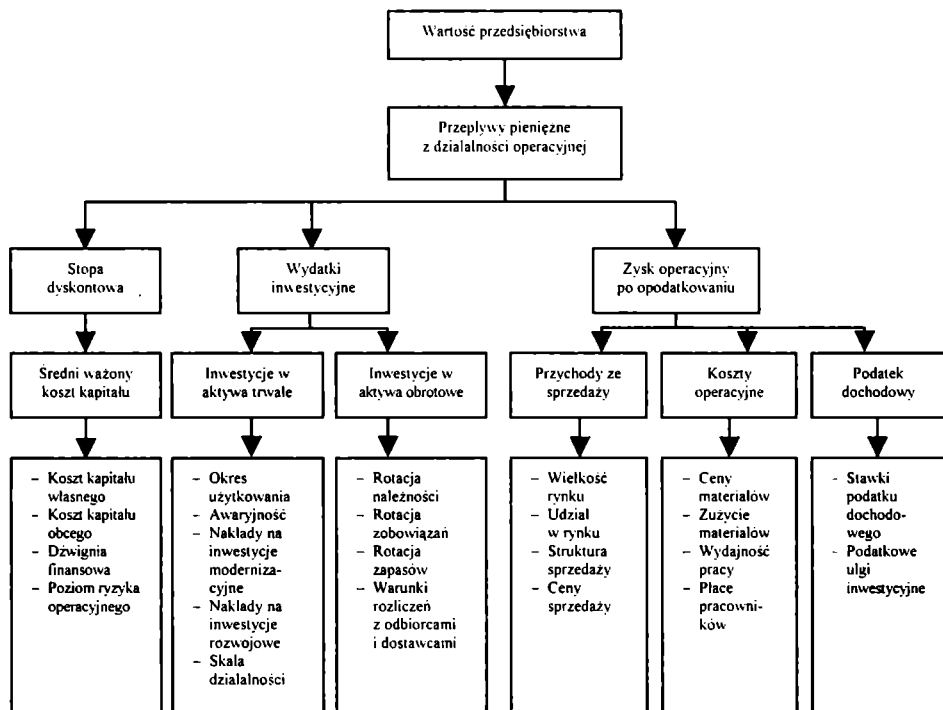 Wartość przedsiębiorstwa
Przepływy pieniężne
z działalności operacyjnej
Stopa
dyskontowa
Wydatki
inwestycyjne
Zysk operacyjny
po opodatkowaniu
Średni ważony
koszt kapitału
Inwestycje w
aktywa trwałe
Inwestycje w
aktywa obrotowe
Przychody ze
sprzedaży
Koszty
operacyjne
Podatek
dochodowy
– Koszt kapitału
własnego
– Koszt kapitału
obcego
– Dźwignia
finansowa
– Poziom ryzyka
operacyjnego
– Okres
użytkowania
– Awaryjność
– Nakłady na
inwestycje
moderniza-
cyjne
– Nakłady na
inwestycje
rozwojowe
– Skala
działalności
– Rotacja
należności
– Rotacja
zobowiązań
– Rotacja
zapasów
– Warunki
rozliczeń
z odbiorcami
i dostawcami
– Wielkość
rynku
– Udział
w rynku
– Struktura
sprzedaży
– Ceny
sprzedaży
– Ceny
materiałów
– Zużycie
materiałów
– Wydajność
pracy
– Płace
pracowni-
ków
– Stawki
podatku
dochodo-
wego
– Podatkowe
ulgi
inwestycyjne